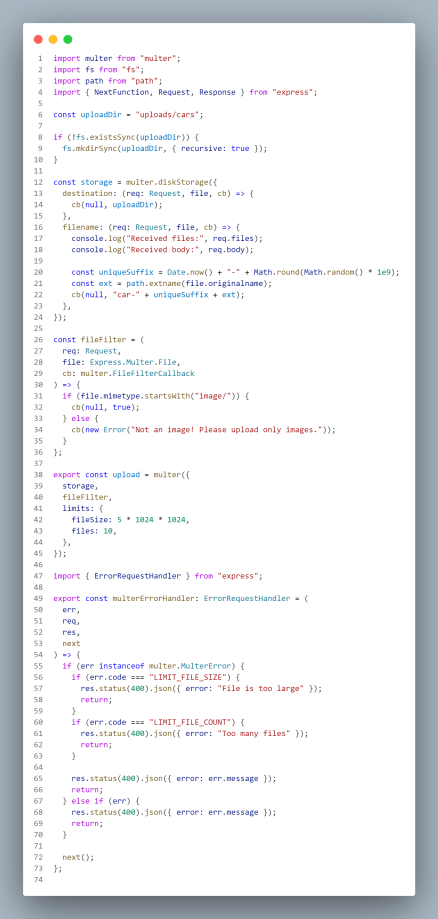 1 import multer from "multer";
2 import fs from "fs";
3 import path from "path";
4 import { NextFunction, Request, Response } from "express";
5
6 const uploadDir = "uploads/cars";
7
8 if (!fs.existsSync(uploadDir)) {
9   fs.mkdirSync(uploadDir, { recursive: true });
10 }
11
12 const storage = multer.diskStorage({
13   destination: (req: Request, file, cb) => {
14     cb(null, uploadDir);
15   },
16   filename: (req: Request, file, cb) => {
17     console.log("Received files:", req.files);
18     console.log("Received body:", req.body);
19
20     const uniqueSuffix = Date.now() + "-" + Math.round(Math.random() * 1e9);
21     const ext = path.extname(file.originalname);
22     cb(null, "car-" + uniqueSuffix + ext);
23   },
24 });
25
26 const fileFilter = (
27   req: Request,
28   file: Express.Multer.File,
29   cb: multer.FileFilterCallback
30 ) => {
31   if (file.mimetype.startsWith("image/")) {
32     cb(null, true);
33   } else {
34     cb(new Error("Not an image! Please upload only images."));
35   }
36 };
37
38 export const upload = multer({
39   storage,
40   fileFilter,
41   limits: {
42     fileSize: 5 * 1024 * 1024,
43     files: 10,
44   },
45 });
46
47 import { ErrorRequestHandler } from "express";
48
49 export const multerErrorHandler: ErrorRequestHandler = (
50   err,
51   req,
52   res,
53   next
54 ) => {
55   if (err instanceof multer.MulterError) {
56     if (err.code === "LIMIT_FILE_SIZE") {
57       res.status(400).json({ error: "File is too large" });
58       return;
59     }
60     if (err.code === "LIMIT_FILE_COUNT") {
61       res.status(400).json({ error: "Too many files" });
62       return;
63     }
64
65     res.status(400).json({ error: err.message });
66     return;
67   } else if (err) {
68     res.status(400).json({ error: err.message });
69     return;
70   }
71
72   next();
73 };
74